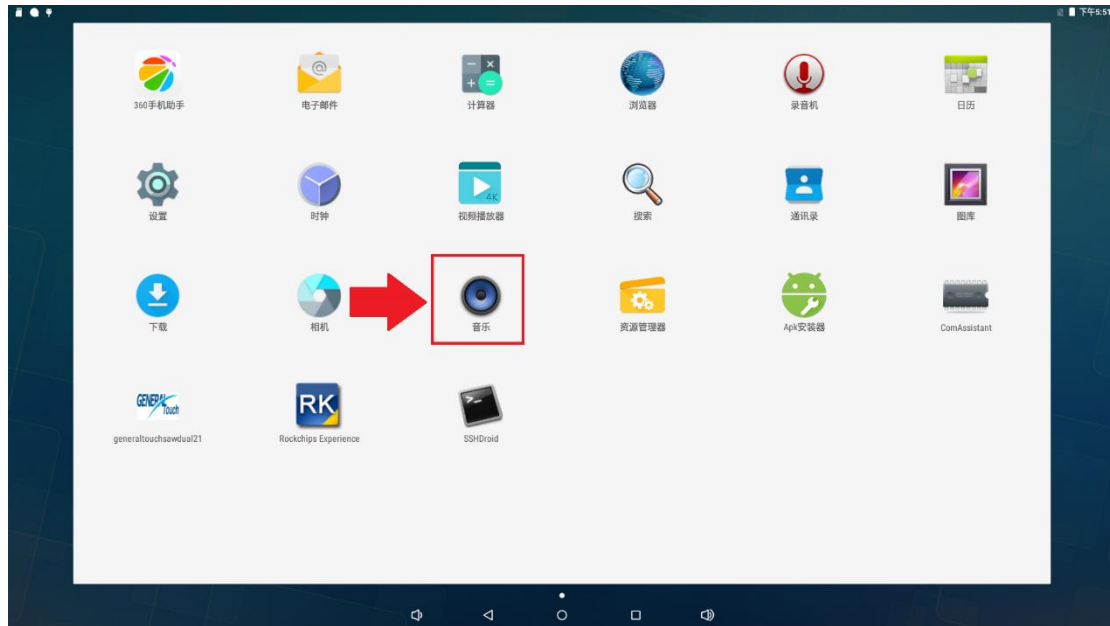 下午5:51
360手机助手
电子邮件
计算器
浏览器
录音机
日历
设置
时钟
4K
视频播放器
搜索
通讯录
图库
下载
相机
音乐
资源管理器
Apk安装器
ComAssistant
GENERAL
Touch
generaltouchsawdual21
RK
Rockchips Experience
SSHDroid